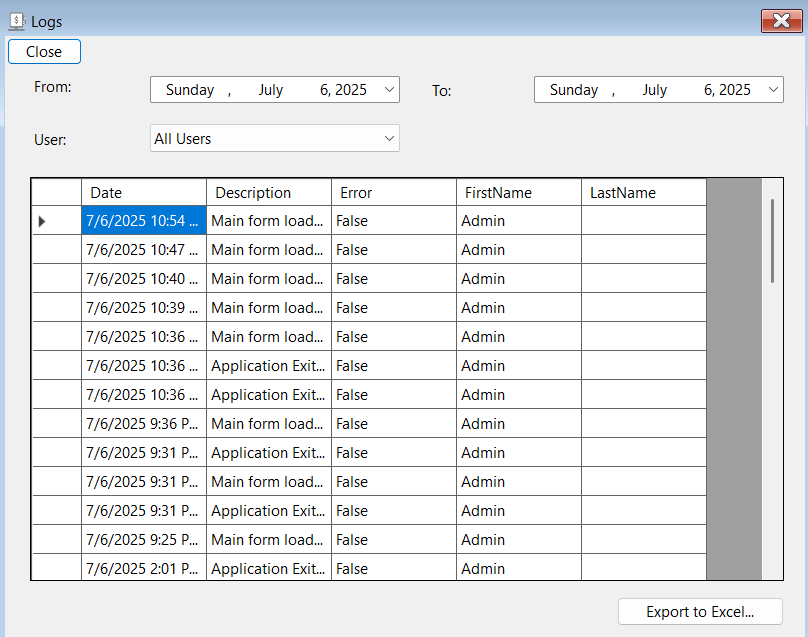 Logs
Close
From: Sunday , July 6, 2025 To: Sunday , July 6, 2025
User: All Users
Date Description Error FirstName LastName
7/6/2025 10:54 ... Main form load... False Admin
7/6/2025 10:47 ... Main form load... False Admin
7/6/2025 10:40 ... Main form load... False Admin
7/6/2025 10:39 ... Main form load... False Admin
7/6/2025 10:36 ... Main form load... False Admin
7/6/2025 10:36 ... Application Exit... False Admin
7/6/2025 10:36 ... Application Exit... False Admin
7/6/2025 9:36 P... Main form load... False Admin
7/6/2025 9:31 P... Application Exit... False Admin
7/6/2025 9:31 P... Main form load... False Admin
7/6/2025 9:31 P... Application Exit... False Admin
7/6/2025 9:25 P... Main form load... False Admin
7/6/2025 2:01 P... Application Exit... False Admin
Export to Excel...